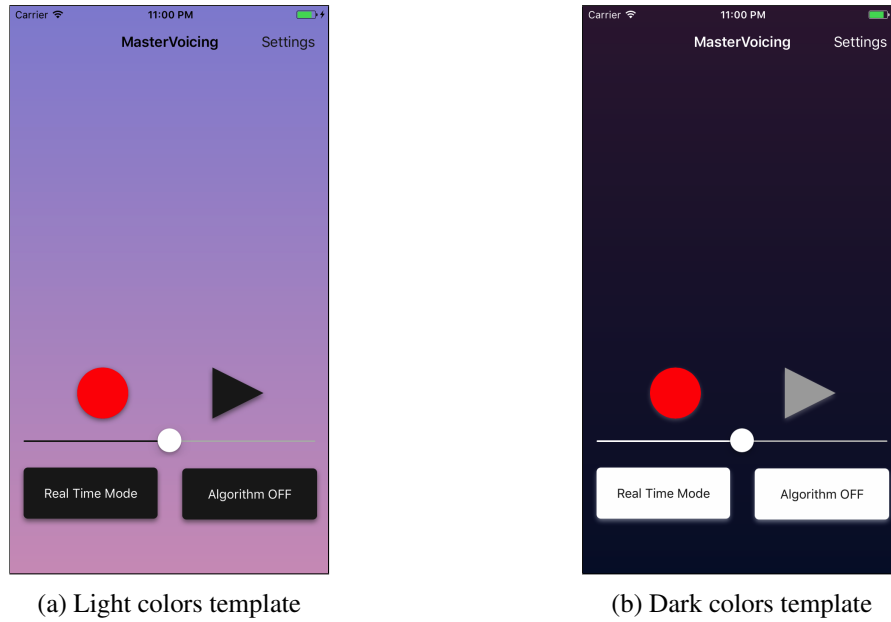 Carrier 11:00 PM
MasterVoicing Settings
Real Time Mode Algorithm OFF
(a) Light colors template
Carrier 11:00 PM
MasterVoicing Settings
Real Time Mode Algorithm OFF
(b) Dark colors template